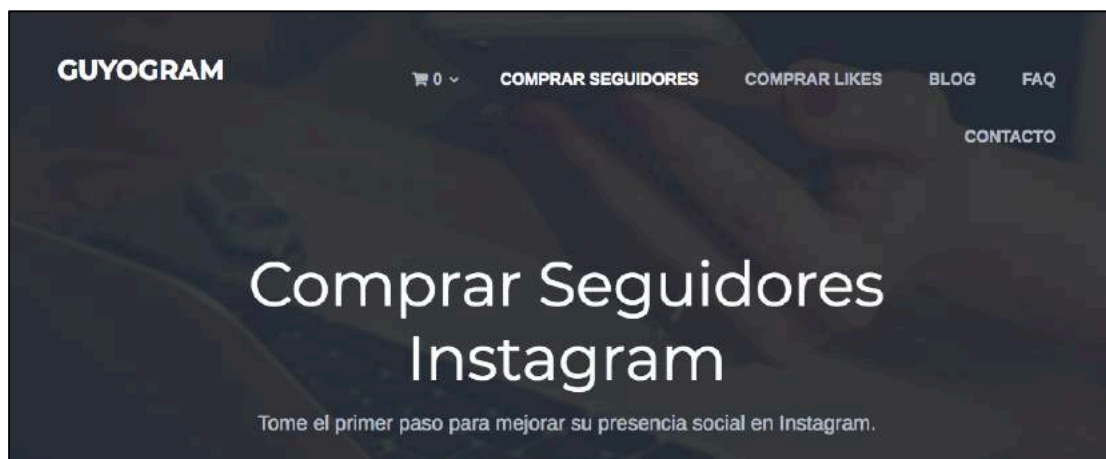 GUYOGRAM
0 COMPRAR SEGUIDORES COMPRAR LIKES BLOG FAQ
CONTACTO
Comprar Seguidores
Instagram
Tome el primer paso para mejorar su presencia social en Instagram.